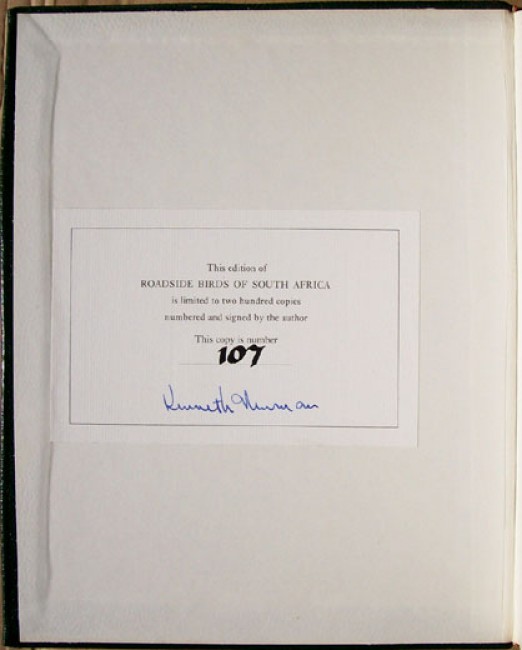 This edition of
ROADSIDE BIRDS OF SOUTH AFRICA
is limited to two hundred copies
numbered and signed by the author
This copy is number
107
Kenneth Newman